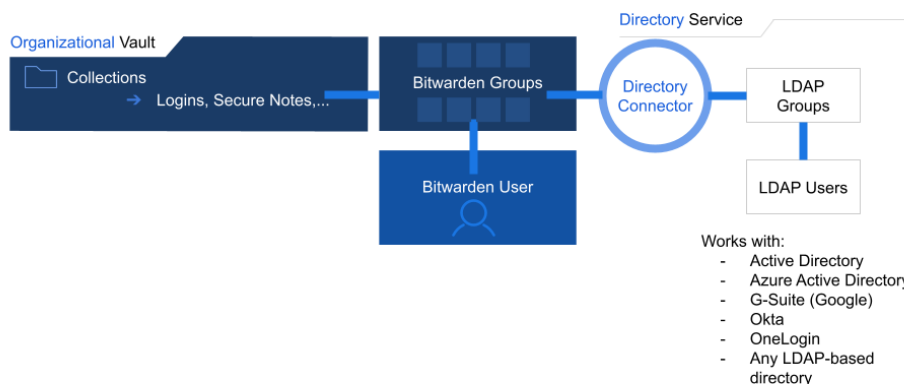 Organizational Vault
Collections
Logins, Secure Notes,...
Bitwarden Groups
Bitwarden User
Directory Service
Directory
Connector
LDAP
Groups
LDAP Users
Works with:
- Active Directory
- Azure Active Directory
- G-Suite (Google)
- Okta
- OneLogin
- Any LDAP-based
directory